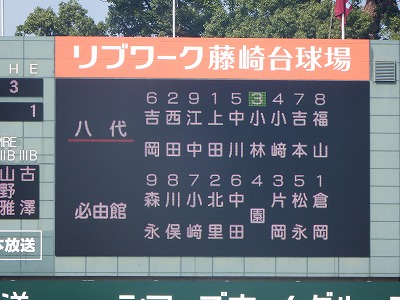 リブワーク藤崎台球場
H E
3
1
6 2 9 1 5 3 4 7 8
八代
吉 西 江 上 中 小 小 吉 福
岡 田 中 田 川 林 﨑 本 山
9 8 7 2 6 4 3 5 1
必由館
森 川 小 北 中 園 片 松 倉
永 俣 﨑 里 田 岡 永 岡
山 古
野
雅 澤
放送